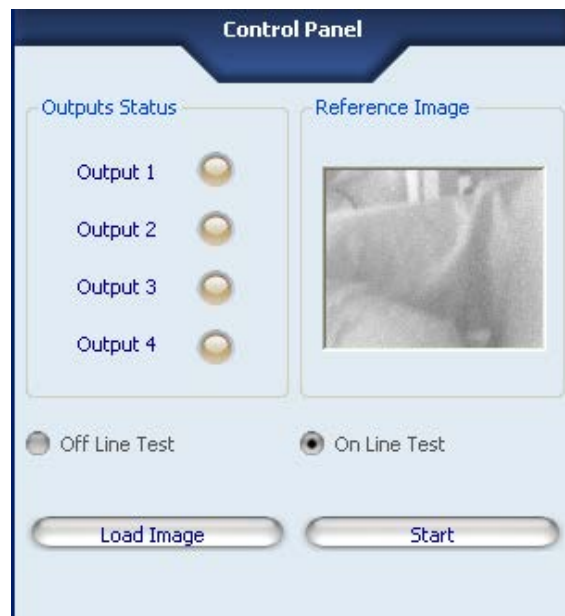 Control Panel
Outputs Status
Reference Image
Output 1
Output 2
Output 3
Output 4
Off Line Test
On Line Test
Load Image
Start